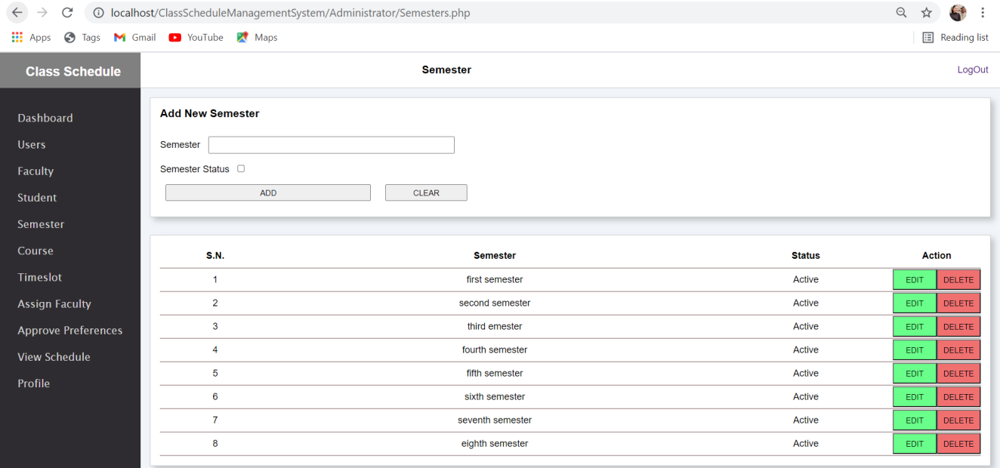 localhost/ClassScheduleManagementSystem/Administrator/Semesters.php
Apps Tags Gmail YouTube Maps Reading list
Class Schedule Semester LogOut
Dashboard
Users
Faculty
Student
Semester
Course
Timeslot
Assign Faculty
Approve Preferences
View Schedule
Profile
Add New Semester
Semester
Semester Status
ADD CLEAR
S.N. Semester Status Action
1 first semester Active EDIT DELETE
2 second semester Active EDIT DELETE
3 third emester Active EDIT DELETE
4 fourth semester Active EDIT DELETE
5 fifth semester Active EDIT DELETE
6 sixth semester Active EDIT DELETE
7 seventh semester Active EDIT DELETE
8 eighth semester Active EDIT DELETE